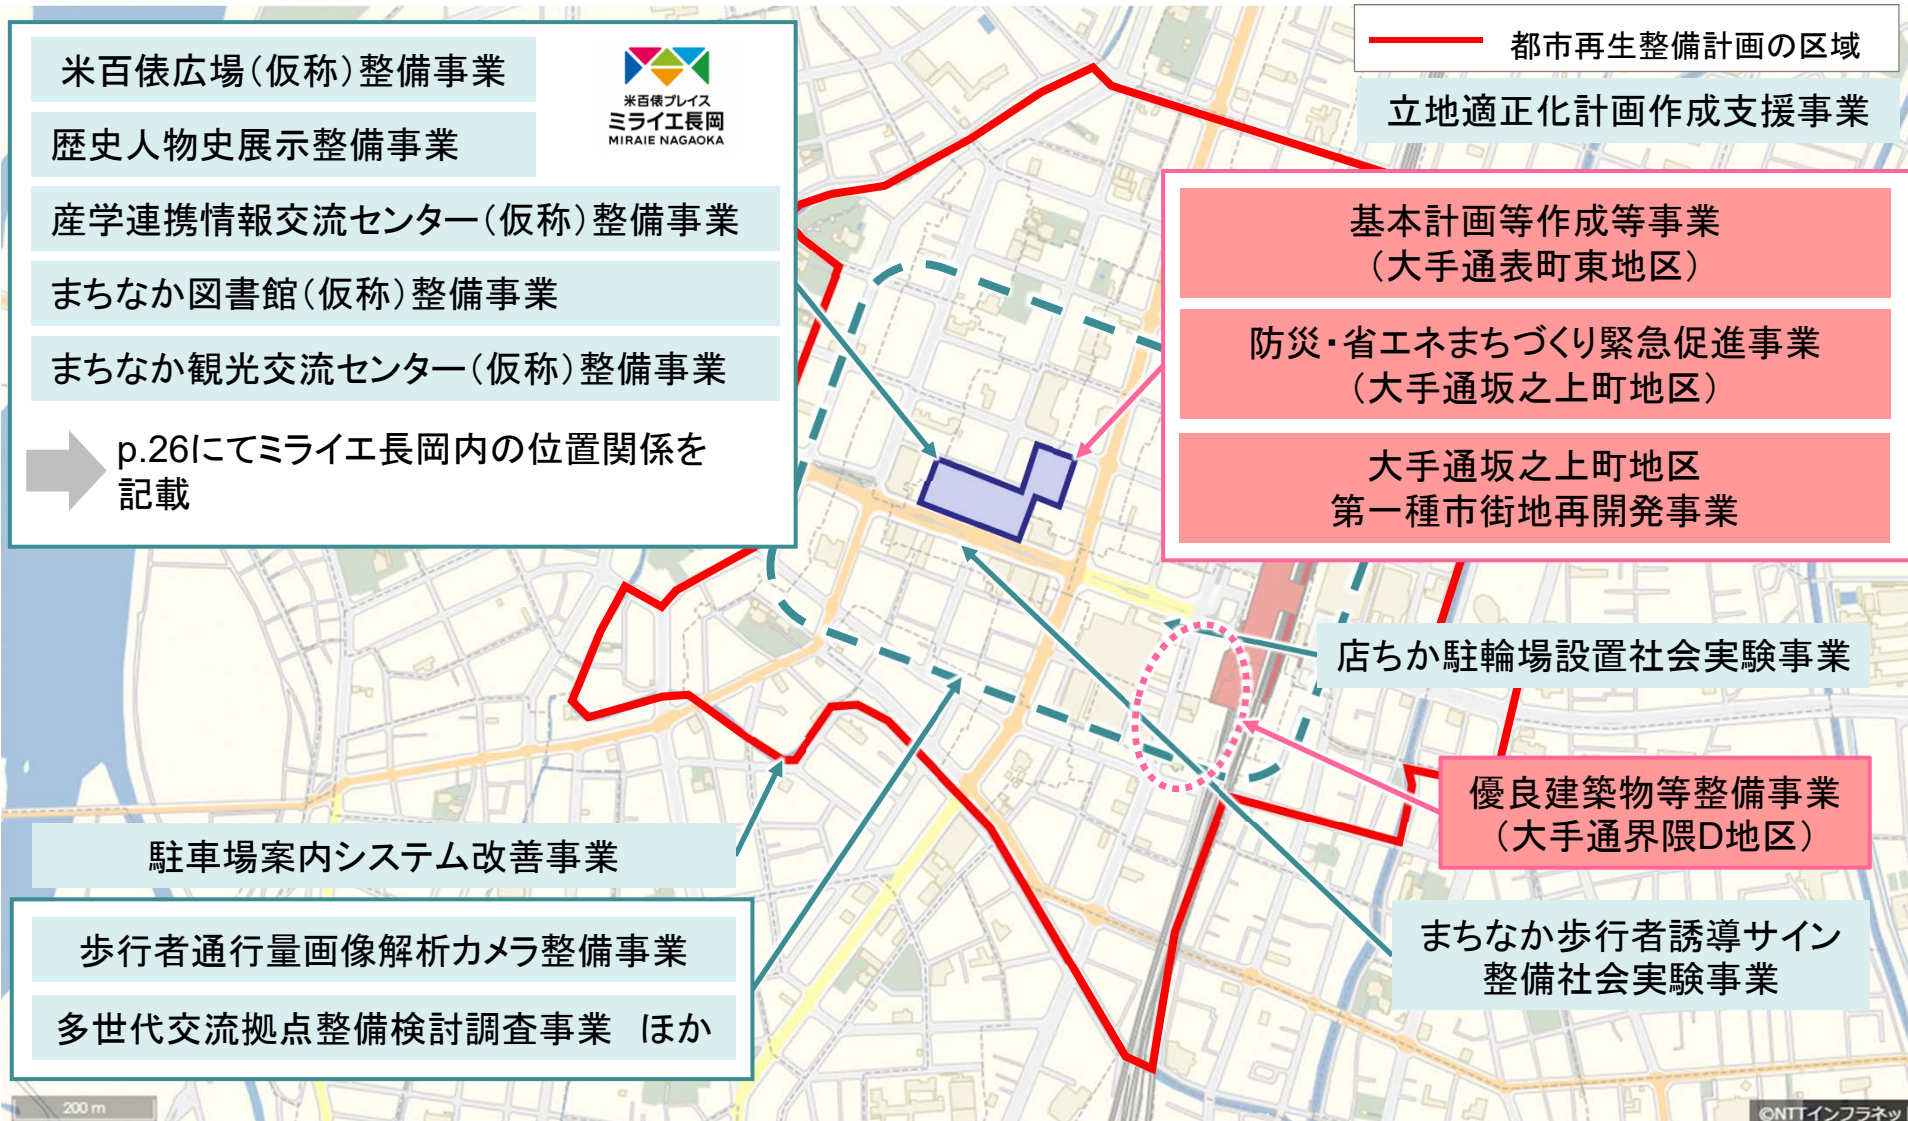 米百俵広場（仮称）整備事業
歴史人物史展示整備事業
米百俵プレイス
ミライエ長岡
MIRAIE NAGAOKA
産学連携情報交流センター（仮称）整備事業
まちなか図書館（仮称）整備事業
まちなか観光交流センター（仮称）整備事業
p.26にてミライエ長岡内の位置関係を
記載
都市再生整備計画の区域
立地適正化計画作成支援事業
基本計画等作成等事業
（大手通表町東地区）
防災・省エネまちづくり緊急促進事業
（大手通坂之上町地区）
大手通坂之上町地区
第一種市街地再開発事業
店ちか駐輪場設置社会実験事業
優良建築物等整備事業
（大手通界隈D地区）
まちなか歩行者誘導サイン
整備社会実験事業
駐車場案内システム改善事業
歩行者通行量画像解析カメラ整備事業
多世代交流拠点整備検討調査事業　ほか
200 m
©NTTインフラネッ